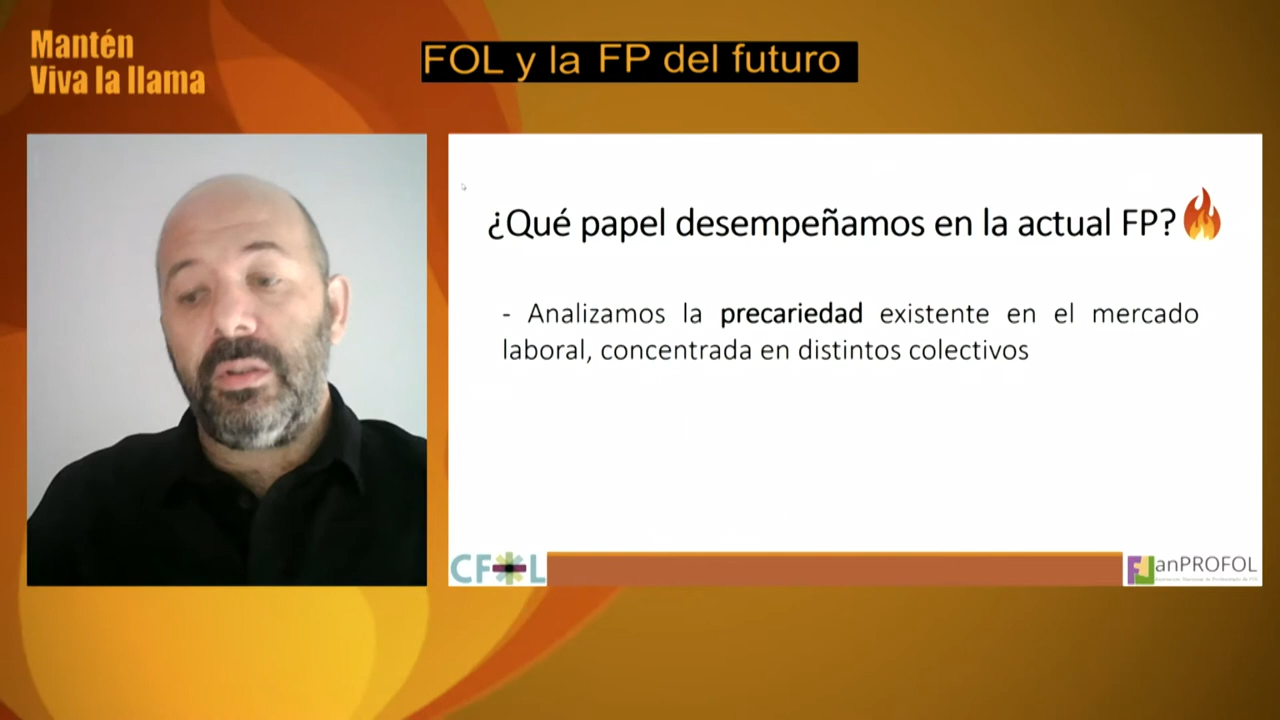 Mantén
Viva la llama
FOL y la FP del futuro
¿Qué papel desempeñamos en la actual FP?
- Analizamos la precariedad existente en el mercado
laboral, concentrada en distintos colectivos
CFOL
anPROFOL